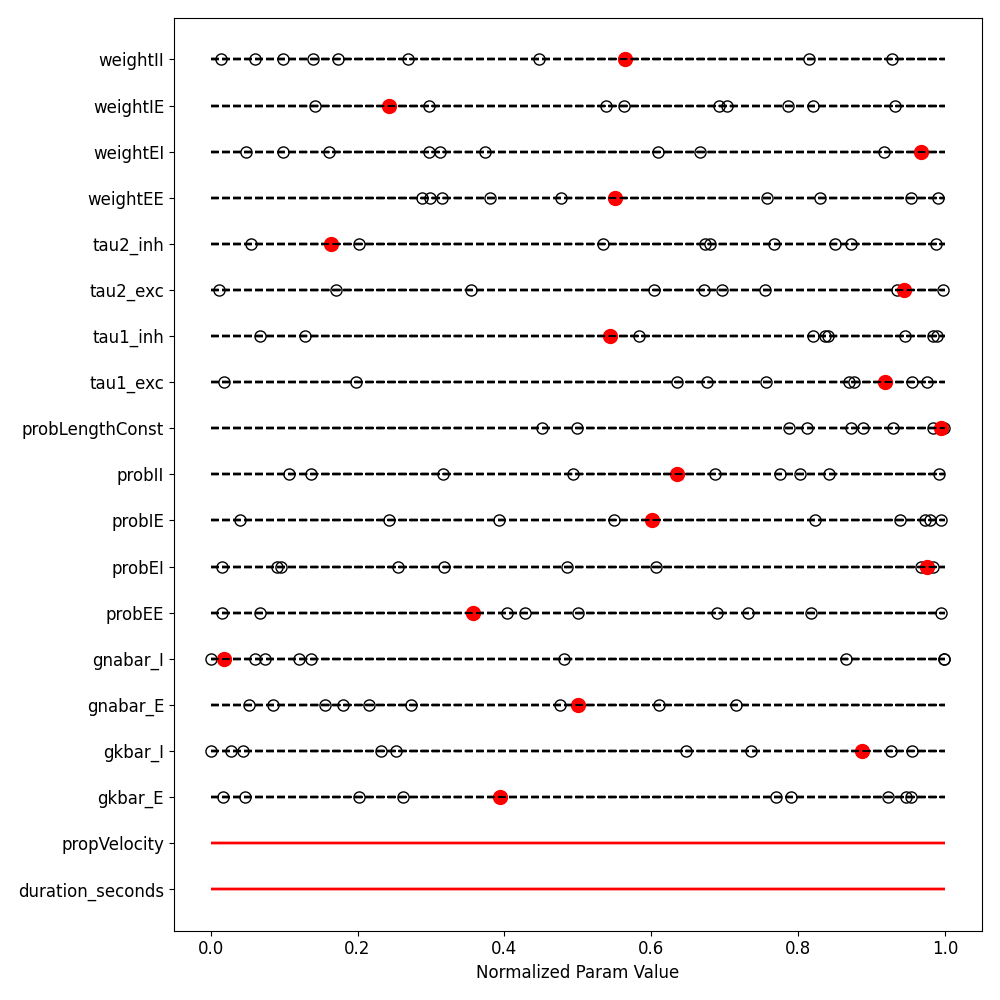 weightII
weightIE
weightEI
weightEE
tau2_inh
tau2_exc
tau1_inh
tau1_exc
probLengthConst
probII
probIE
probEI
probEE
gnabar_I
gnabar_E
gkbar_I
gkbar_E
propVelocity
duration_seconds
0.0 0.2 0.4 0.6 0.8 1.0
Normalized Param Value